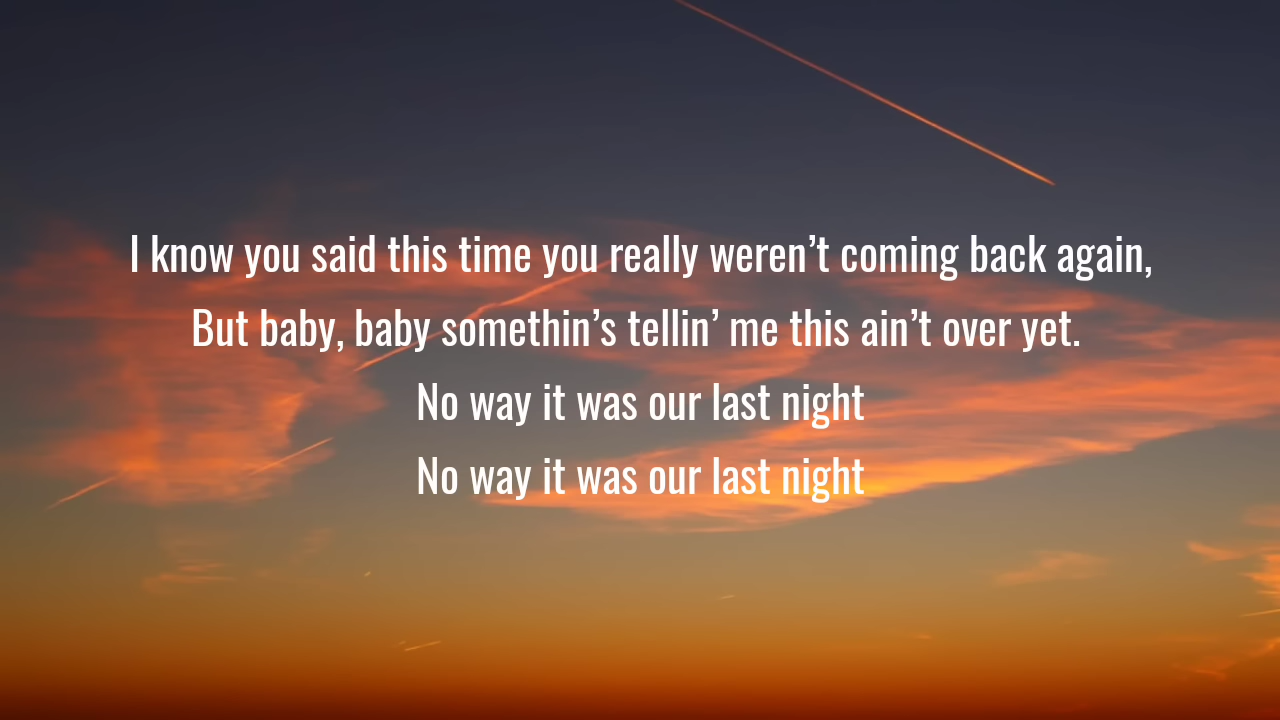 I know you said this time you really weren’t coming back again,
But baby, baby somethin’s tellin’ me this ain’t over yet.
No way it was our last night
No way it was our last night